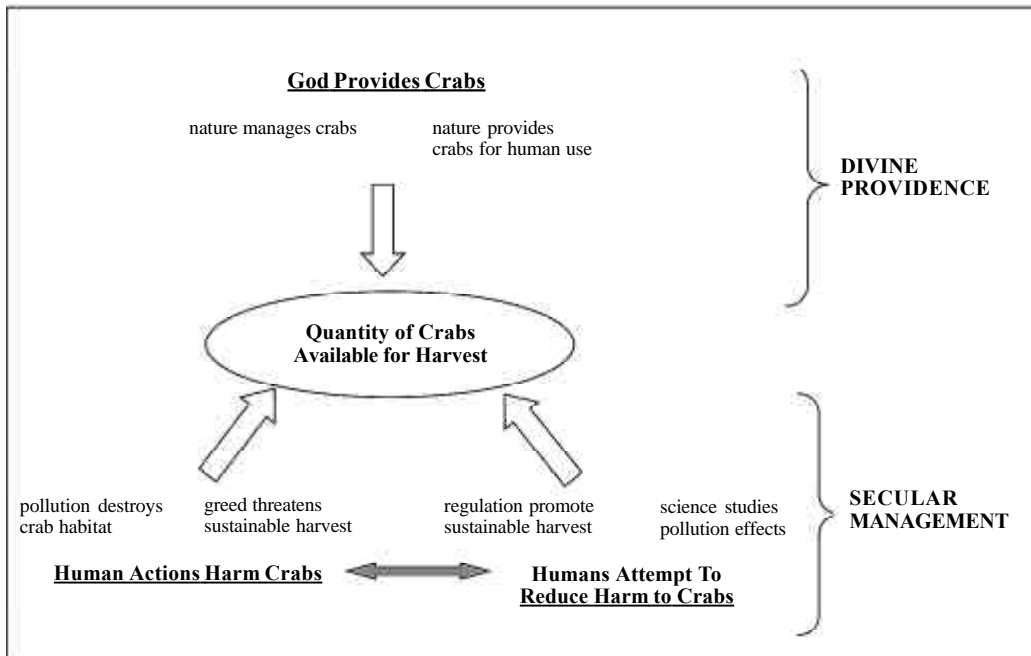 God Provides Crabs
nature manages crabs
nature provides
crabs for human use
DIVINE
PROVIDENCE
Quantity of Crabs
Available for Harvest
pollution destroys
crab habitat
greed threatens
sustainable harvest
regulation promote
sustainable harvest
science studies
pollution effects
SECULAR
MANAGEMENT
Human Actions Harm Crabs
Humans Attempt To
Reduce Harm to Crabs